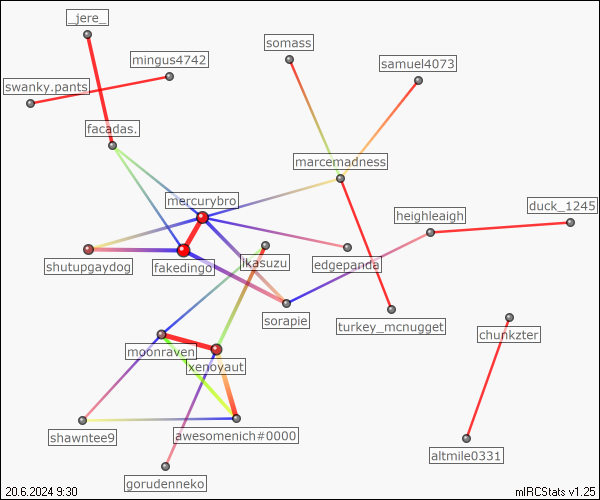 _jere_
somass
mingus4742
samuel4073
swanky.pants
facadas.
marcemadness
mercurybro
duck_1245
heighleaigh
shutupgaydog
fakedingo
ikasuzu
edgepanda
sorapie
turkey_mcnugget
chunkzter
moonraven
xenoyaut
shawntee9
awesomenich#0000
altmile0331
gorudenneko
20.6.2024 9:30
mIRCStats v1.25